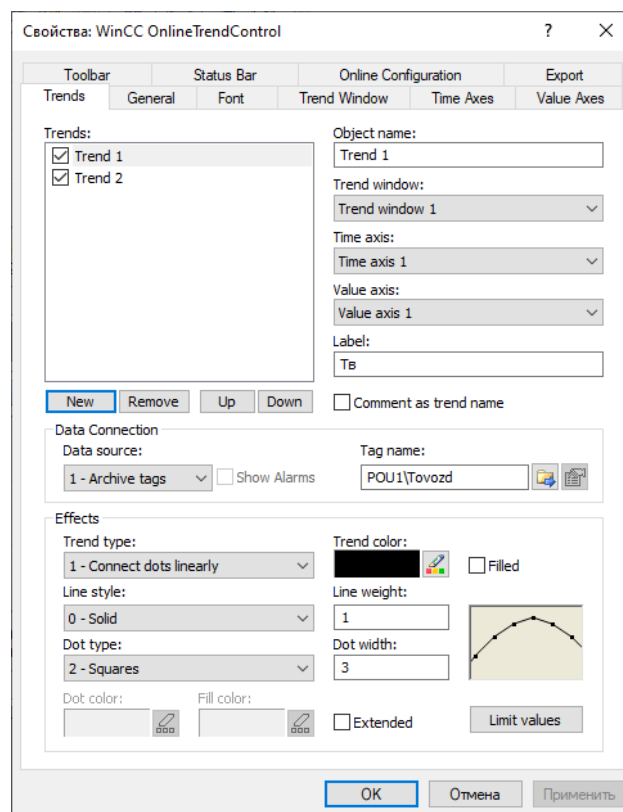 Свойства: WinCC OnlineTrendControl ?
Toolbar Status Bar Online Configuration Export
Trends General Font Trend Window Time Axes Value Axes
Trends:
Trend 1
Trend 2
New Remove Up Down
Object name:
Trend 1
Trend window:
Trend window 1
Time axis:
Time axis 1
Value axis:
Value axis 1
Label:
Тв
Comment as trend name
Data Connection
Data source: Tag name:
1 - Archive tags Show Alarms POU1\Tovozd
Effects
Trend type: Trend color:
1 - Connect dots linearly Filled
Line style: Line weight:
0 - Solid 1
Dot type: Dot width:
2 - Squares 3
Dot color: Fill color:
Extended Limit values
OK Отмена Применить